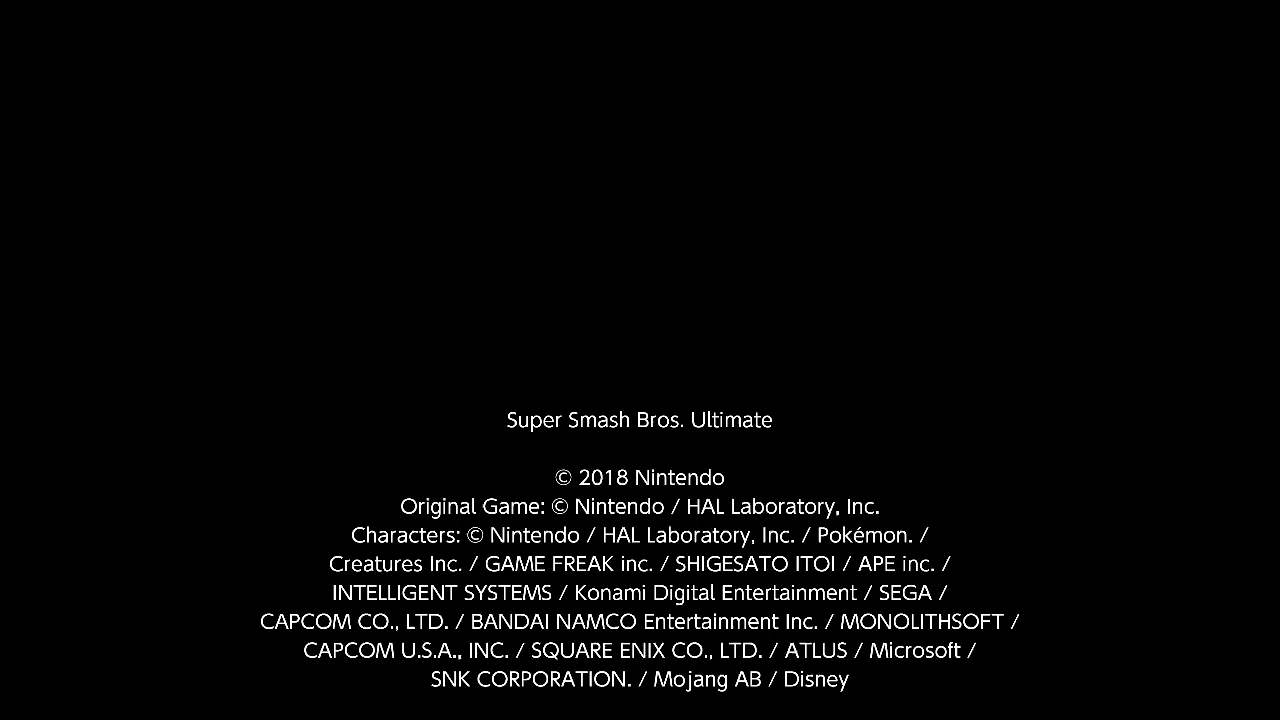 Super Smash Bros. Ultimate
© 2018 Nintendo
Original Game: © Nintendo / HAL Laboratory, Inc.
Characters: © Nintendo / HAL Laboratory, Inc. / Pokémon. /
Creatures Inc. / GAME FREAK inc. / SHIGESATO ITOI / APE inc. /
INTELLIGENT SYSTEMS / Konami Digital Entertainment / SEGA /
CAPCOM CO., LTD. / BANDAI NAMCO Entertainment Inc. / MONOLITHSOFT /
CAPCOM U.S.A., INC. / SQUARE ENIX CO., LTD. / ATLUS / Microsoft /
SNK CORPORATION. / Mojang AB / Disney